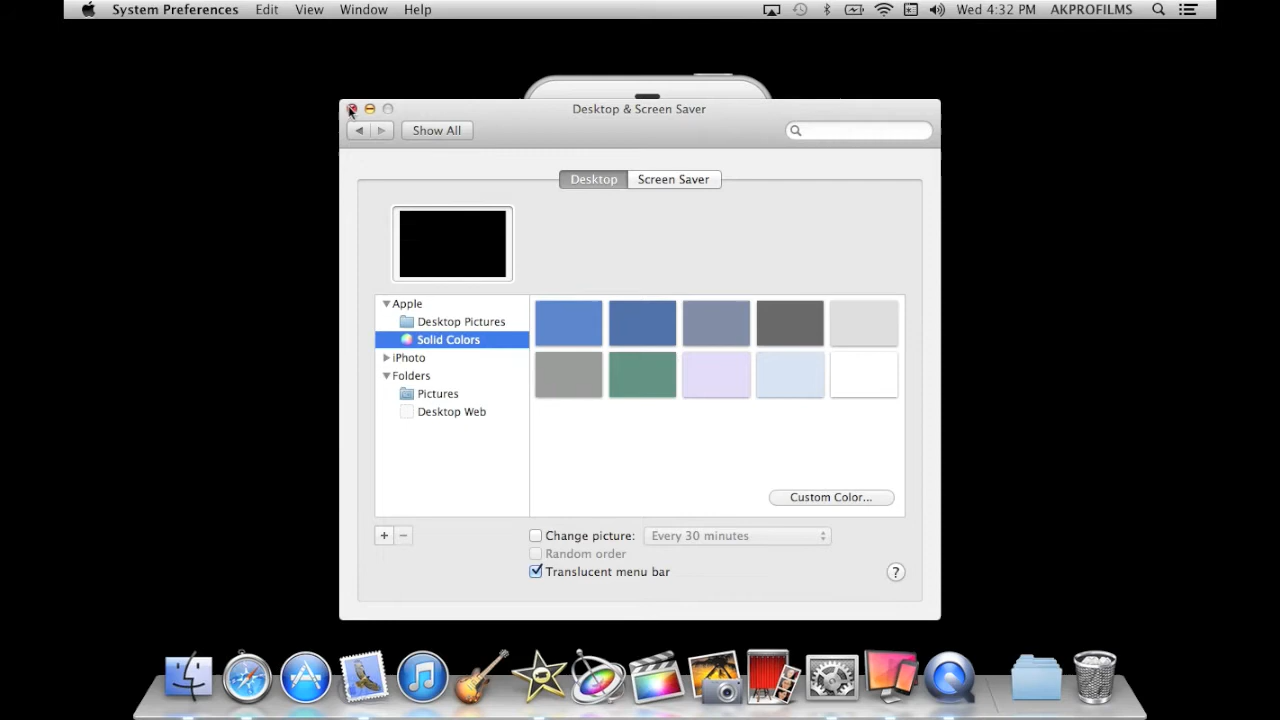 System Preferences Edit View Window Help Wed 4:32 PM AKPROFILMS
Desktop & Screen Saver
Show All
Desktop Screen Saver
Apple
Desktop Pictures
Solid Colors
iPhoto
Folders
Pictures
Desktop Web
Custom Color...
+ − Change picture: Every 30 minutes
Random order
Translucent menu bar ?